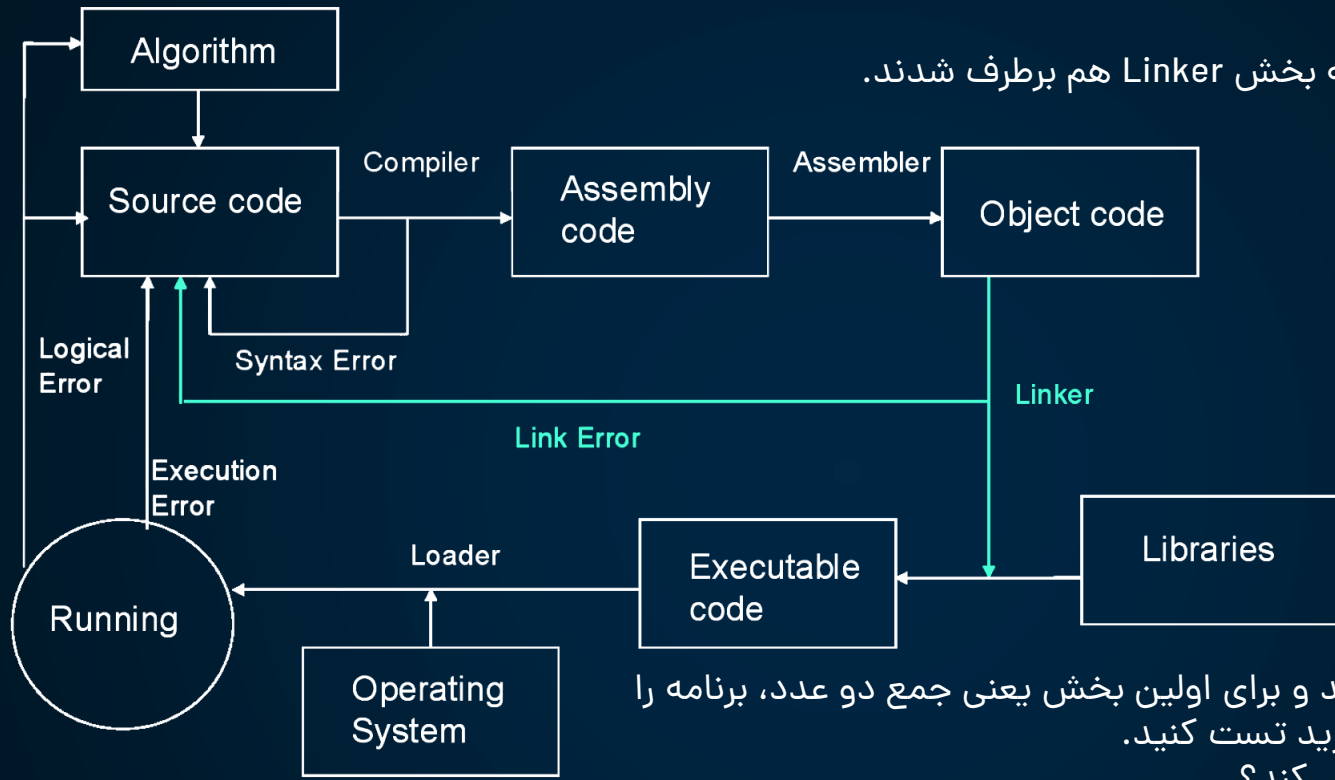 Algorithm
بخش Linker هم برطرف شدند.
Source code
Compiler
Assembly
code
Assembler
Object code
Logical
Error
Syntax Error
Linker
Link Error
Execution
Error
Loader
Executable
code
Libraries
Running
Operating
System
و برای اولین بخش یعنی جمع دو عدد، برنامه را
تست کنید.